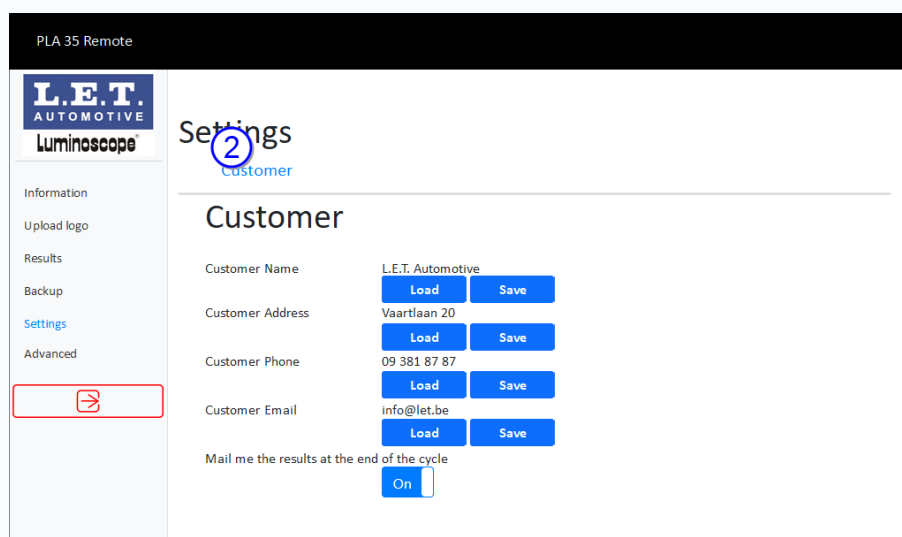 PLA 35 Remote
L.E.T.
AUTOMOTIVE
Luminoscope®
Information
Upload logo
Results
Backup
Settings
Advanced
Settings
2
Customer
Customer
Customer Name
L.E.T. Automotive
Load Save
Customer Address
Vaartlaan 20
Load Save
Customer Phone
09 381 87 87
Load Save
Customer Email
info@let.be
Load Save
Mail me the results at the end of the cycle
On